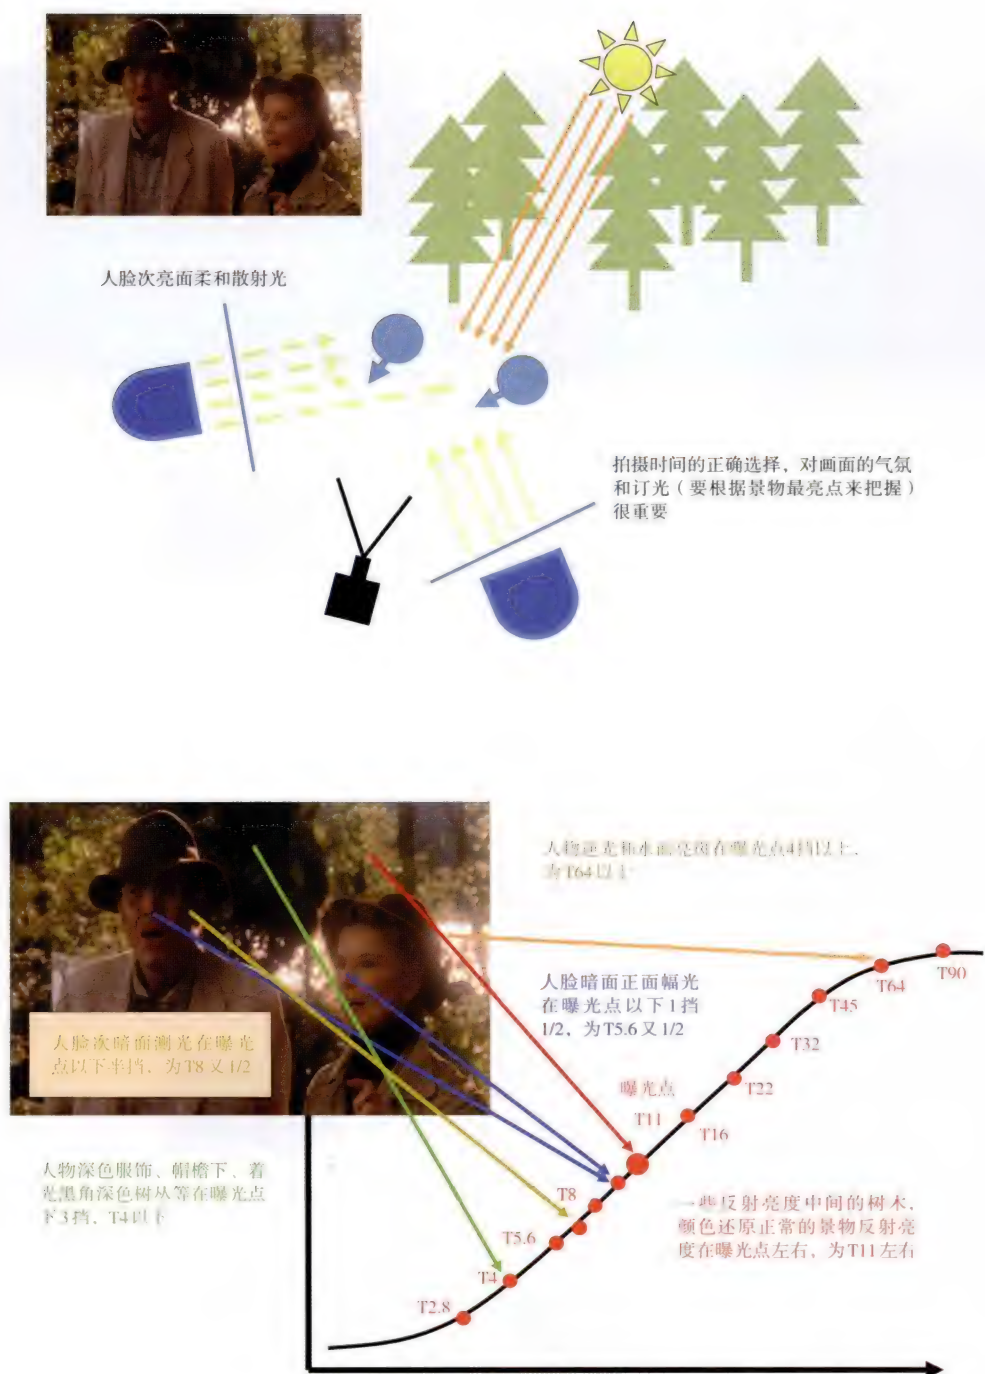 人脸次亮面柔和散射光
拍摄时间的正确选择，对画面的气氛
和订光（要根据景物最亮点来把握）
很重要
人物逆光和水面亮斑在曝光点4挡以上，
为T64以上
人脸暗面正面幅光
在曝光点以下1挡
1/2，为T5.6又1/2
人脸次暗面测光在曝光
点以下半挡，为T8又1/2
曝光点
T90
T64
T45
T32
T22
T11
T16
T8
T5.6
T4
T2.8
人物深色服饰、帽檐下、着
光黑角深色树丛等在曝光点
下3挡，T4以下
一些反射亮度中间的树木，
颜色还原正常的景物反射亮
度在曝光点左右，为T11左右